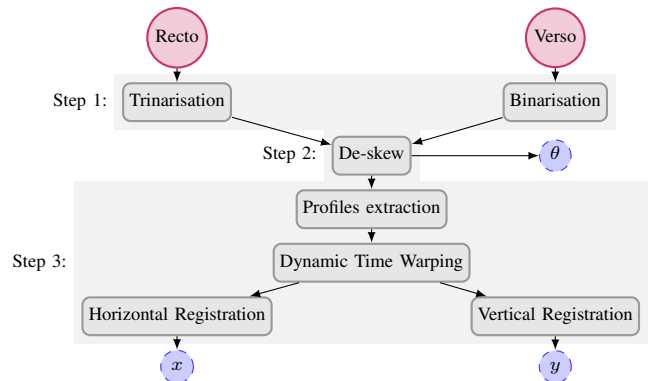 Recto Verso
Step 1: Trinarisation Binarisation
Step 2: De-skew θ
Profiles extraction
Step 3: Dynamic Time Warping
Horizontal Registration Vertical Registration
x y